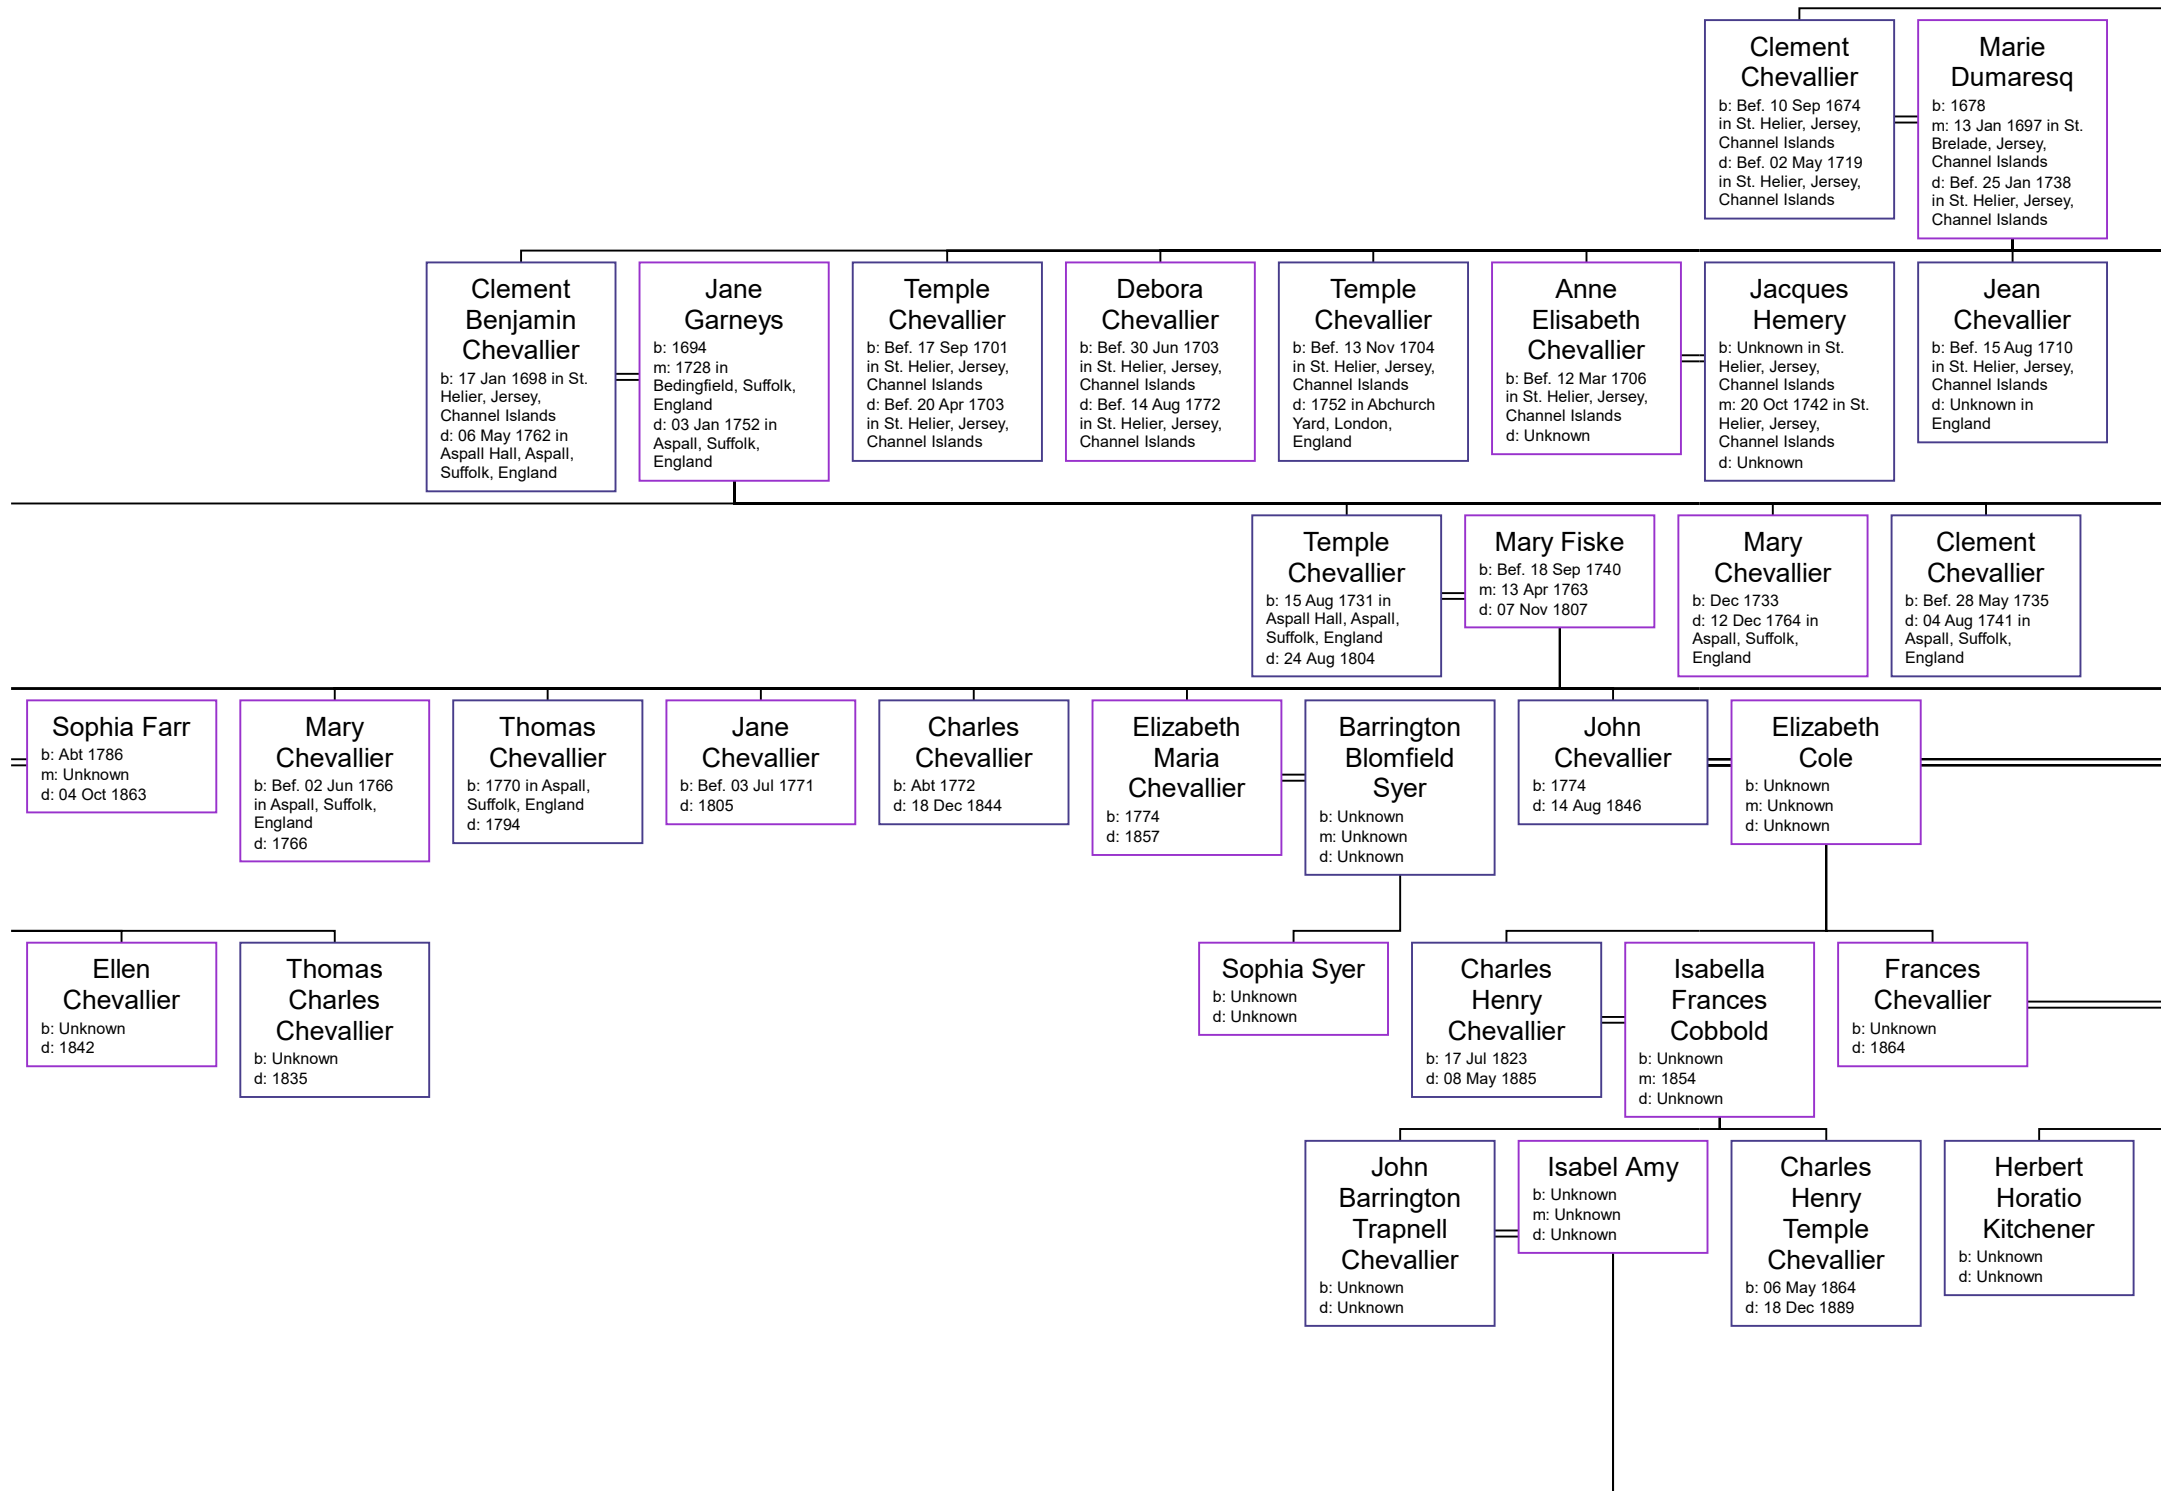 Clement
Chevallier
b: Bef. 10 Sep 1674
in St. Helier, Jersey,
Channel Islands
d: Bef. 02 May 1719
in St. Helier, Jersey,
Channel Islands
Marie
Dumaresq
b: 1678
m: 13 Jan 1697 in St.
Brelade, Jersey,
Channel Islands
d: Bef. 25 Jan 1738
in St. Helier, Jersey,
Channel Islands
Clement
Benjamin
Chevallier
b: 17 Jan 1698 in St.
Helier, Jersey,
Channel Islands
d: 06 May 1762 in
Aspall Hall, Aspall,
Suffolk, England
Jane
Garneys
b: 1694
m: 1728 in
Bedingfield, Suffolk,
England
d: 03 Jan 1752 in
Aspall, Suffolk,
England
Temple
Chevallier
b: Bef. 17 Sep 1701
in St. Helier, Jersey,
Channel Islands
d: Bef. 20 Apr 1703
in St. Helier, Jersey,
Channel Islands
Debora
Chevallier
b: Bef. 30 Jun 1703
in St. Helier, Jersey,
Channel Islands
d: Bef. 14 Aug 1772
in St. Helier, Jersey,
Channel Islands
Temple
Chevallier
b: Bef. 13 Nov 1704
in St. Helier, Jersey,
Channel Islands
d: 1752 in Abchurch
Yard, London,
England
Anne
Elisabeth
Chevallier
b: Bef. 12 Mar 1706
in St. Helier, Jersey,
Channel Islands
d: Unknown
Jacques
Hemery
b: Unknown in St.
Helier, Jersey,
Channel Islands
m: 20 Oct 1742 in St.
Helier, Jersey,
Channel Islands
d: Unknown
Jean
Chevallier
b: Bef. 15 Aug 1710
in St. Helier, Jersey,
Channel Islands
d: Unknown in
England
Temple
Chevallier
b: 15 Aug 1731 in
Aspall Hall, Aspall,
Suffolk, England
d: 24 Aug 1804
Mary Fiske
b: Bef. 18 Sep 1740
m: 13 Apr 1763
d: 07 Nov 1807
Mary
Chevallier
b: Dec 1733
d: 12 Dec 1764 in
Aspall, Suffolk,
England
Clement
Chevallier
b: Bef. 28 May 1735
d: 04 Aug 1741 in
Aspall, Suffolk,
England
Sophia Farr
b: Abt 1786
m: Unknown
d: 04 Oct 1863
Mary
Chevallier
b: Bef. 02 Jun 1766
in Aspall, Suffolk,
England
d: 1766
Thomas
Chevallier
b: 1770 in Aspall,
Suffolk, England
d: 1794
Jane
Chevallier
b: Bef. 03 Jul 1771
d: 1805
Charles
Chevallier
b: Abt 1772
d: 18 Dec 1844
Elizabeth
Maria
Chevallier
b: 1774
d: 1857
Barrington
Blomfield
Syer
b: Unknown
m: Unknown
d: Unknown
John
Chevallier
b: 1774
d: 14 Aug 1846
Elizabeth
Cole
b: Unknown
m: Unknown
d: Unknown
Ellen
Chevallier
b: Unknown
d: 1842
Thomas
Charles
Chevallier
b: Unknown
d: 1835
Sophia Syer
b: Unknown
d: Unknown
Charles
Henry
Chevallier
b: 17 Jul 1823
d: 08 May 1885
Isabella
Frances
Cobbold
b: Unknown
m: 1854
d: Unknown
Frances
Chevallier
b: Unknown
d: 1864
John
Barrington
Trapnell
Chevallier
b: Unknown
d: Unknown
Isabel Amy
b: Unknown
m: Unknown
d: Unknown
Charles
Henry
Temple
Chevallier
b: 06 May 1864
d: 18 Dec 1889
Herbert
Horatio
Kitchener
b: Unknown
d: Unknown